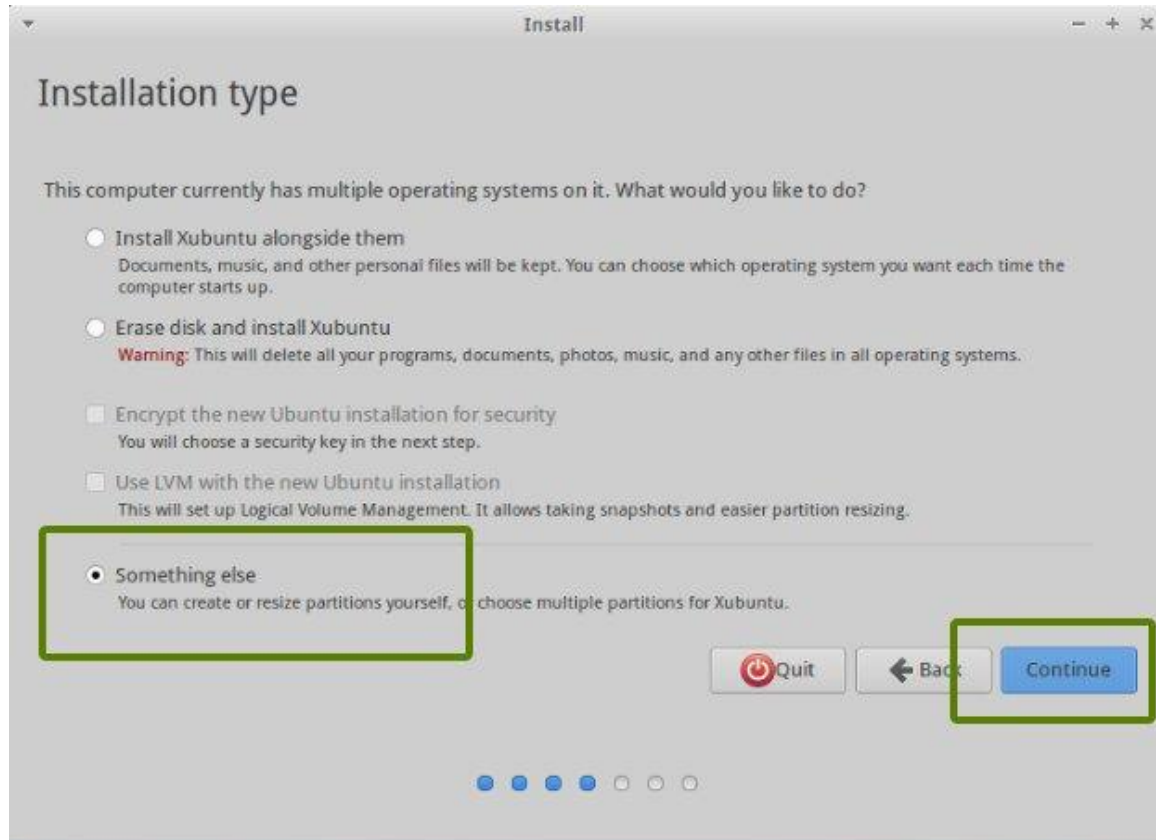 Install
Installation type
This computer currently has multiple operating systems on it. What would you like to do?
Install Xubuntu alongside them
Documents, music, and other personal files will be kept. You can choose which operating system you want each time the
computer starts up.
Erase disk and install Xubuntu
Warning: This will delete all your programs, documents, photos, music, and any other files in all operating systems.
Encrypt the new Ubuntu installation for security
You will choose a security key in the next step.
Use LVM with the new Ubuntu installation
This will set up Logical Volume Management. It allows taking snapshots and easier partition resizing.
Something else
You can create or resize partitions yourself, or choose multiple partitions for Xubuntu.
Quit Back Continue